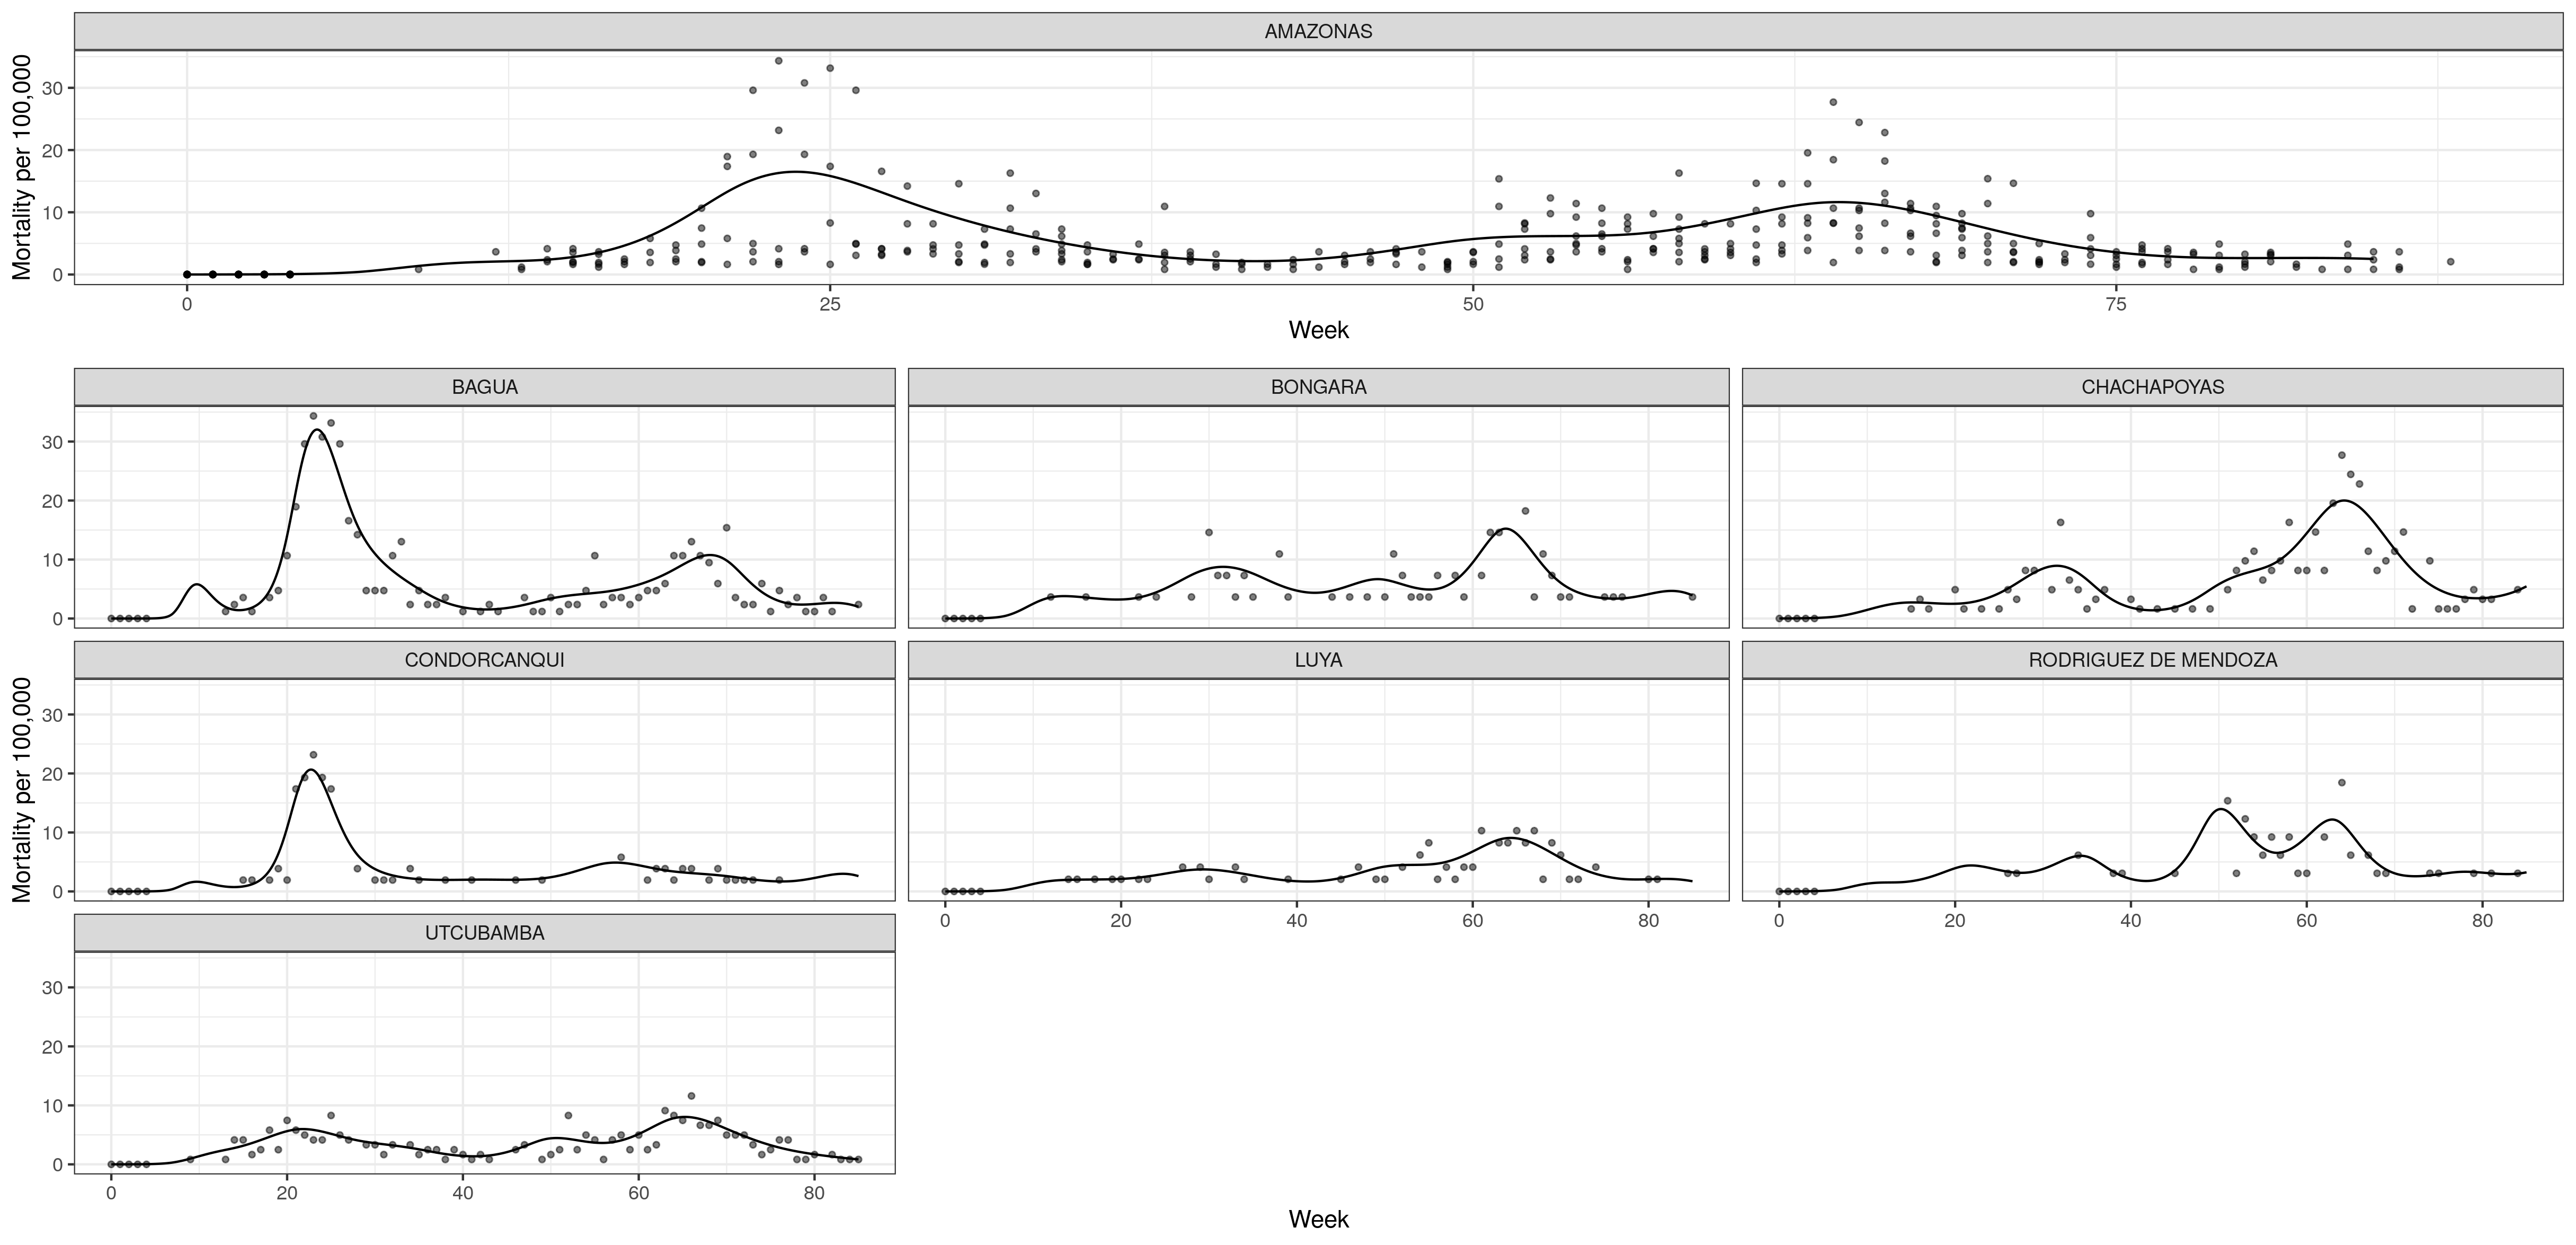 AMAZONAS
Mortality per 100,000
30
20
10
0
0 25 50 75
Week
BAGUA BONGARA CHACHAPOYAS
30
20
10
0
CONDORCANQUI LUYA RODRIGUEZ DE MENDOZA
Mortality per 100,000
30
20
10
0
0 20 40 60 80 0 20 40 60 80
UTCUBAMBA
30
20
10
0
0 20 40 60 80
Week